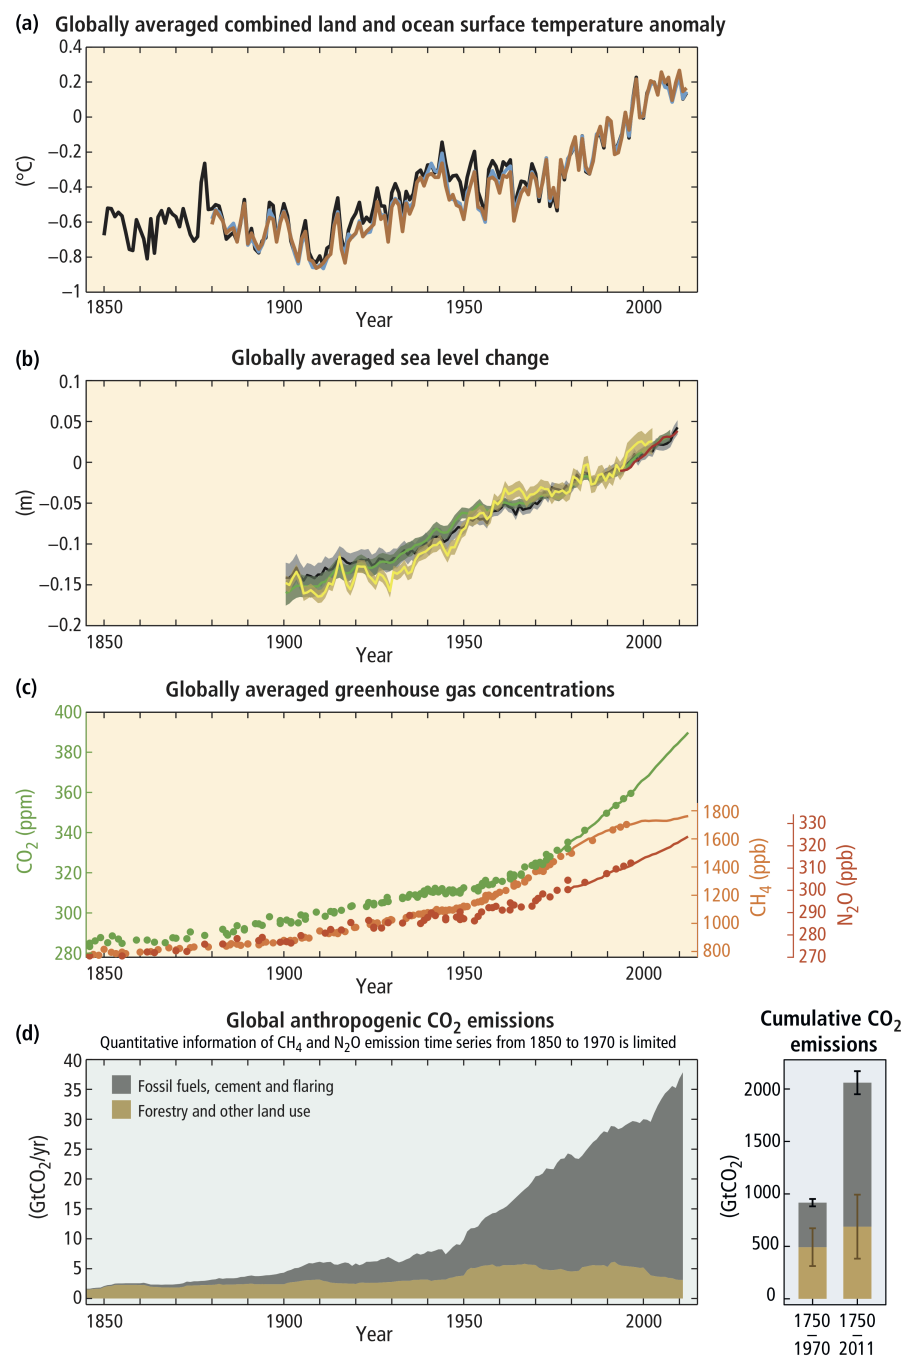 (a) Globally averaged combined land and ocean surface temperature anomaly
0.4
0.2
0
−0.2
−0.4
−0.6
−0.8
−1
(°C)
1850 1900 1950 2000
Year
(b) Globally averaged sea level change
0.1
0.05
0
−0.05
−0.1
−0.15
−0.2
(m)
1850 1900 1950 2000
Year
(c) Globally averaged greenhouse gas concentrations
400
380
360
340
320
300
280
CO2 (ppm)
1800
1600
1400
1200
1000
800
CH4 (ppb)
330
320
310
300
290
280
270
N2O (ppb)
1850 1900 1950 2000
Year
(d) Global anthropogenic CO2 emissions
Quantitative information of CH4 and N2O emission time series from 1850 to 1970 is limited
40
35
30
25
20
15
10
5
0
(GtCO2/yr)
Fossil fuels, cement and flaring
Forestry and other land use
1850 1900 1950 2000
Year
Cumulative CO2
emissions
2000
1500
1000
500
0
(GtCO2)
1750 1750
– –
1970 2011